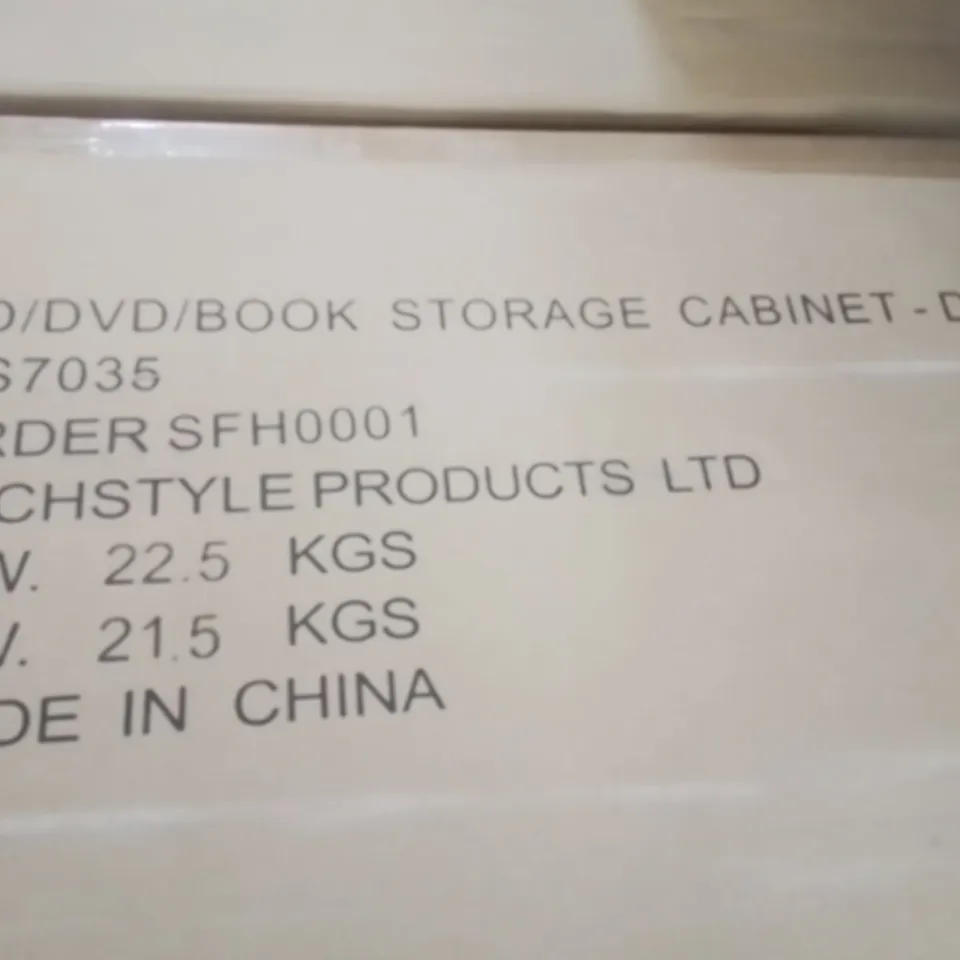 D/DVD/BOOK STORAGE CABINET - D
S7035
RDER SFH0001
CHSTYLE PRODUCTS LTD
W. 22.5 KGS
W. 21.5 KGS
DE IN CHINA